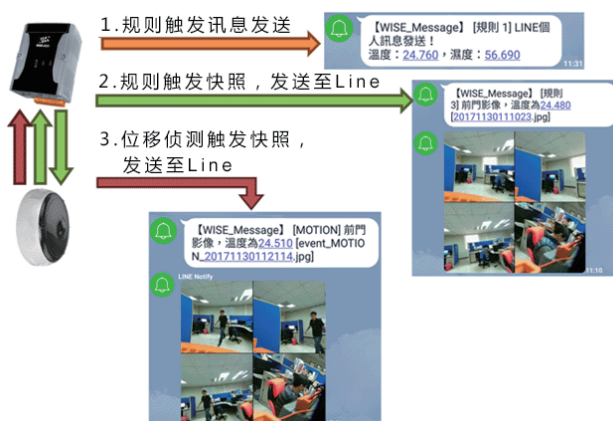 1.规则触发讯息发送
【WISE_Message】 [規則 1] LINE個
人訊息發送！
溫度：24.760，濕度：56.690
11:31
2.规则触发快照，发送至Line
【WISE_Message】 [規則
3] 前門影像，溫度為24.480
[20171130111023.jpg]
11:10
3.位移侦测触发快照，
发送至Line
【WISE_Message】 [MOTION] 前門
影像，溫度為24.510 [event_MOTIO
N_20171130112114.jpg]
LINE Notify